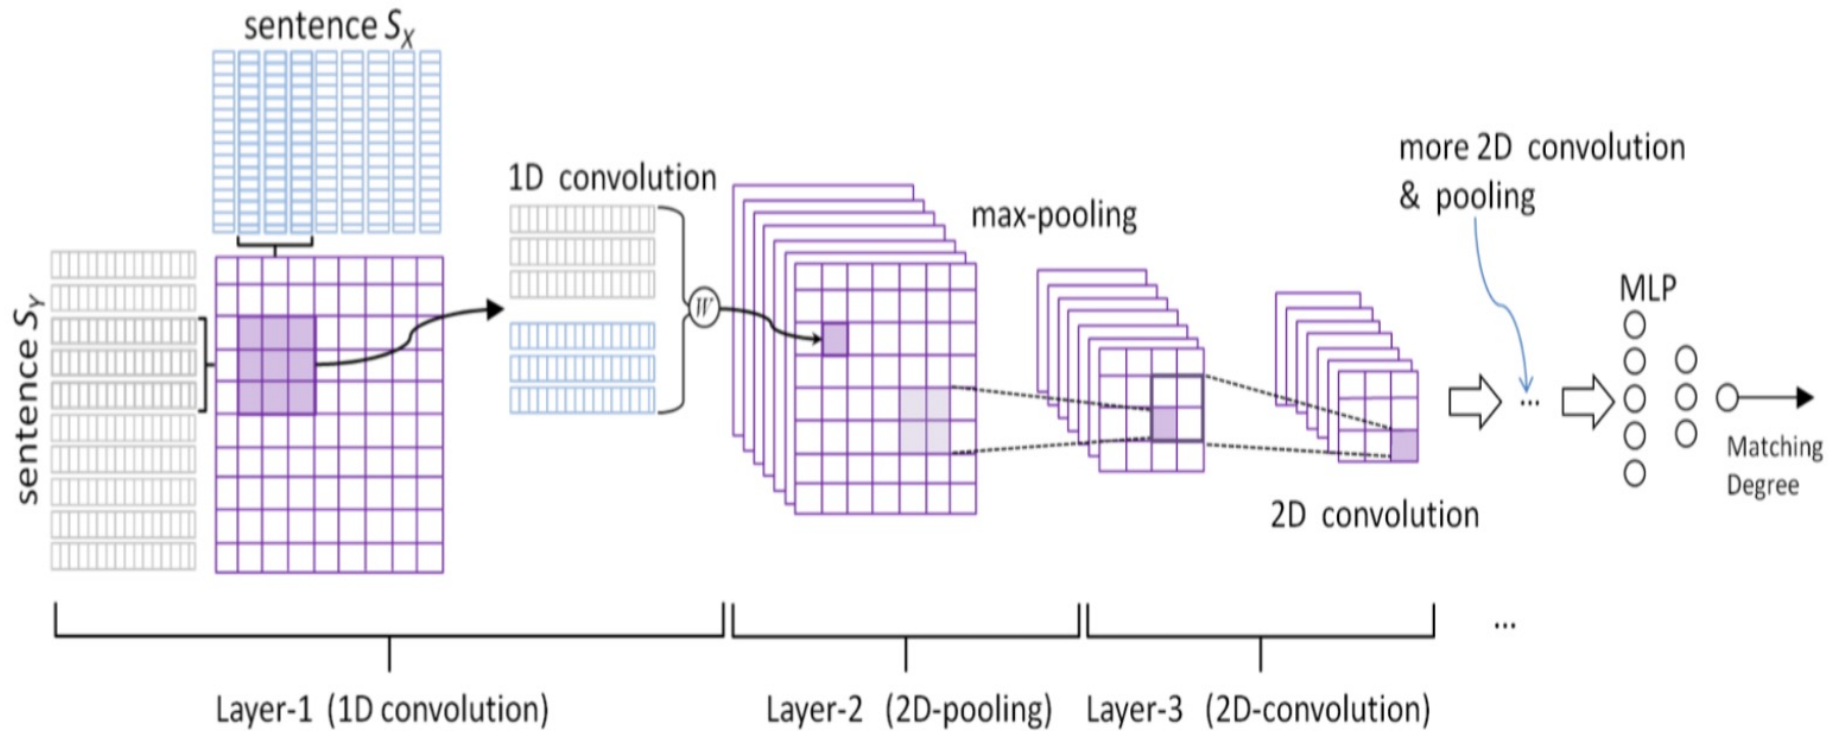 sentence S_X
sentence S_Y
1D convolution
W
max-pooling
2D convolution
more 2D convolution
& pooling
...
MLP
Matching
Degree
Layer-1 (1D convolution)
Layer-2 (2D-pooling)
Layer-3 (2D-convolution)
...